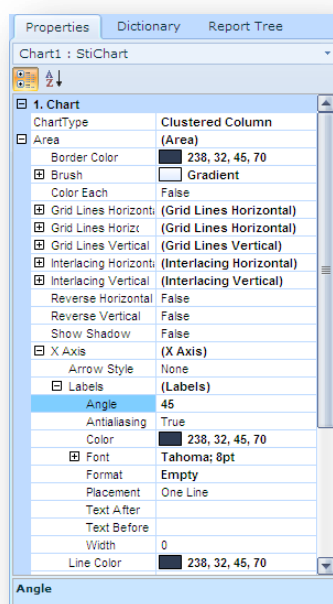 Properties Dictionary Report Tree
Chart1 : StiChart
1. Chart
ChartType Clustered Column
Area (Area)
Border Color 238, 32, 45, 70
Brush Gradient
Color Each False
Grid Lines Horizonta (Grid Lines Horizontal)
Grid Lines Horizo (Grid Lines Horizontal)
Grid Lines Vertical (Grid Lines Vertical)
Interlacing Horizonta (Interlacing Horizontal)
Interlacing Vertical (Interlacing Vertical)
Reverse Horizontal False
Reverse Vertical False
Show Shadow False
X Axis (X Axis)
Arrow Style None
Labels (Labels)
Angle 45
Antialiasing True
Color 238, 32, 45, 70
Font Tahoma; 8pt
Format Empty
Placement One Line
Text After
Text Before
Width 0
Line Color 238, 32, 45, 70
Angle